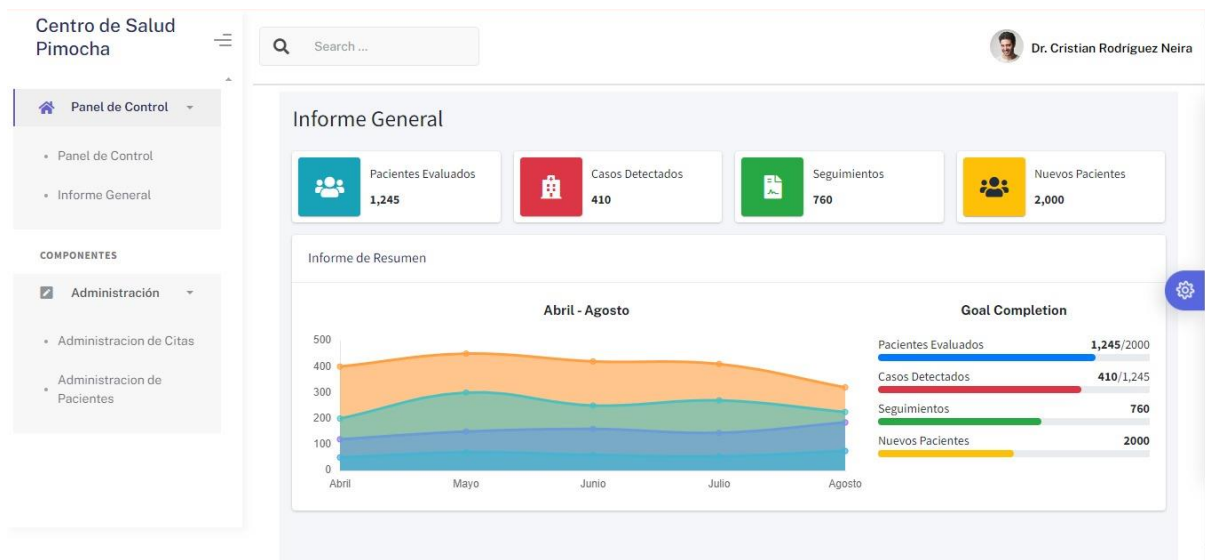 Centro de Salud
Pimocha
Search ...
Dr. Cristian Rodríguez Neira
Panel de Control
Panel de Control
Informe General
COMPONENTES
Administración
Administracion de Citas
Administracion de
Pacientes
Informe General
Pacientes Evaluados
1,245
Casos Detectados
410
Seguimientos
760
Nuevos Pacientes
2,000
Informe de Resumen
Abril - Agosto
500
400
300
200
100
0
Abril
Mayo
Junio
Julio
Agosto
Goal Completion
Pacientes Evaluados 1,245/2000
Casos Detectados 410/1,245
Seguimientos 760
Nuevos Pacientes 2000